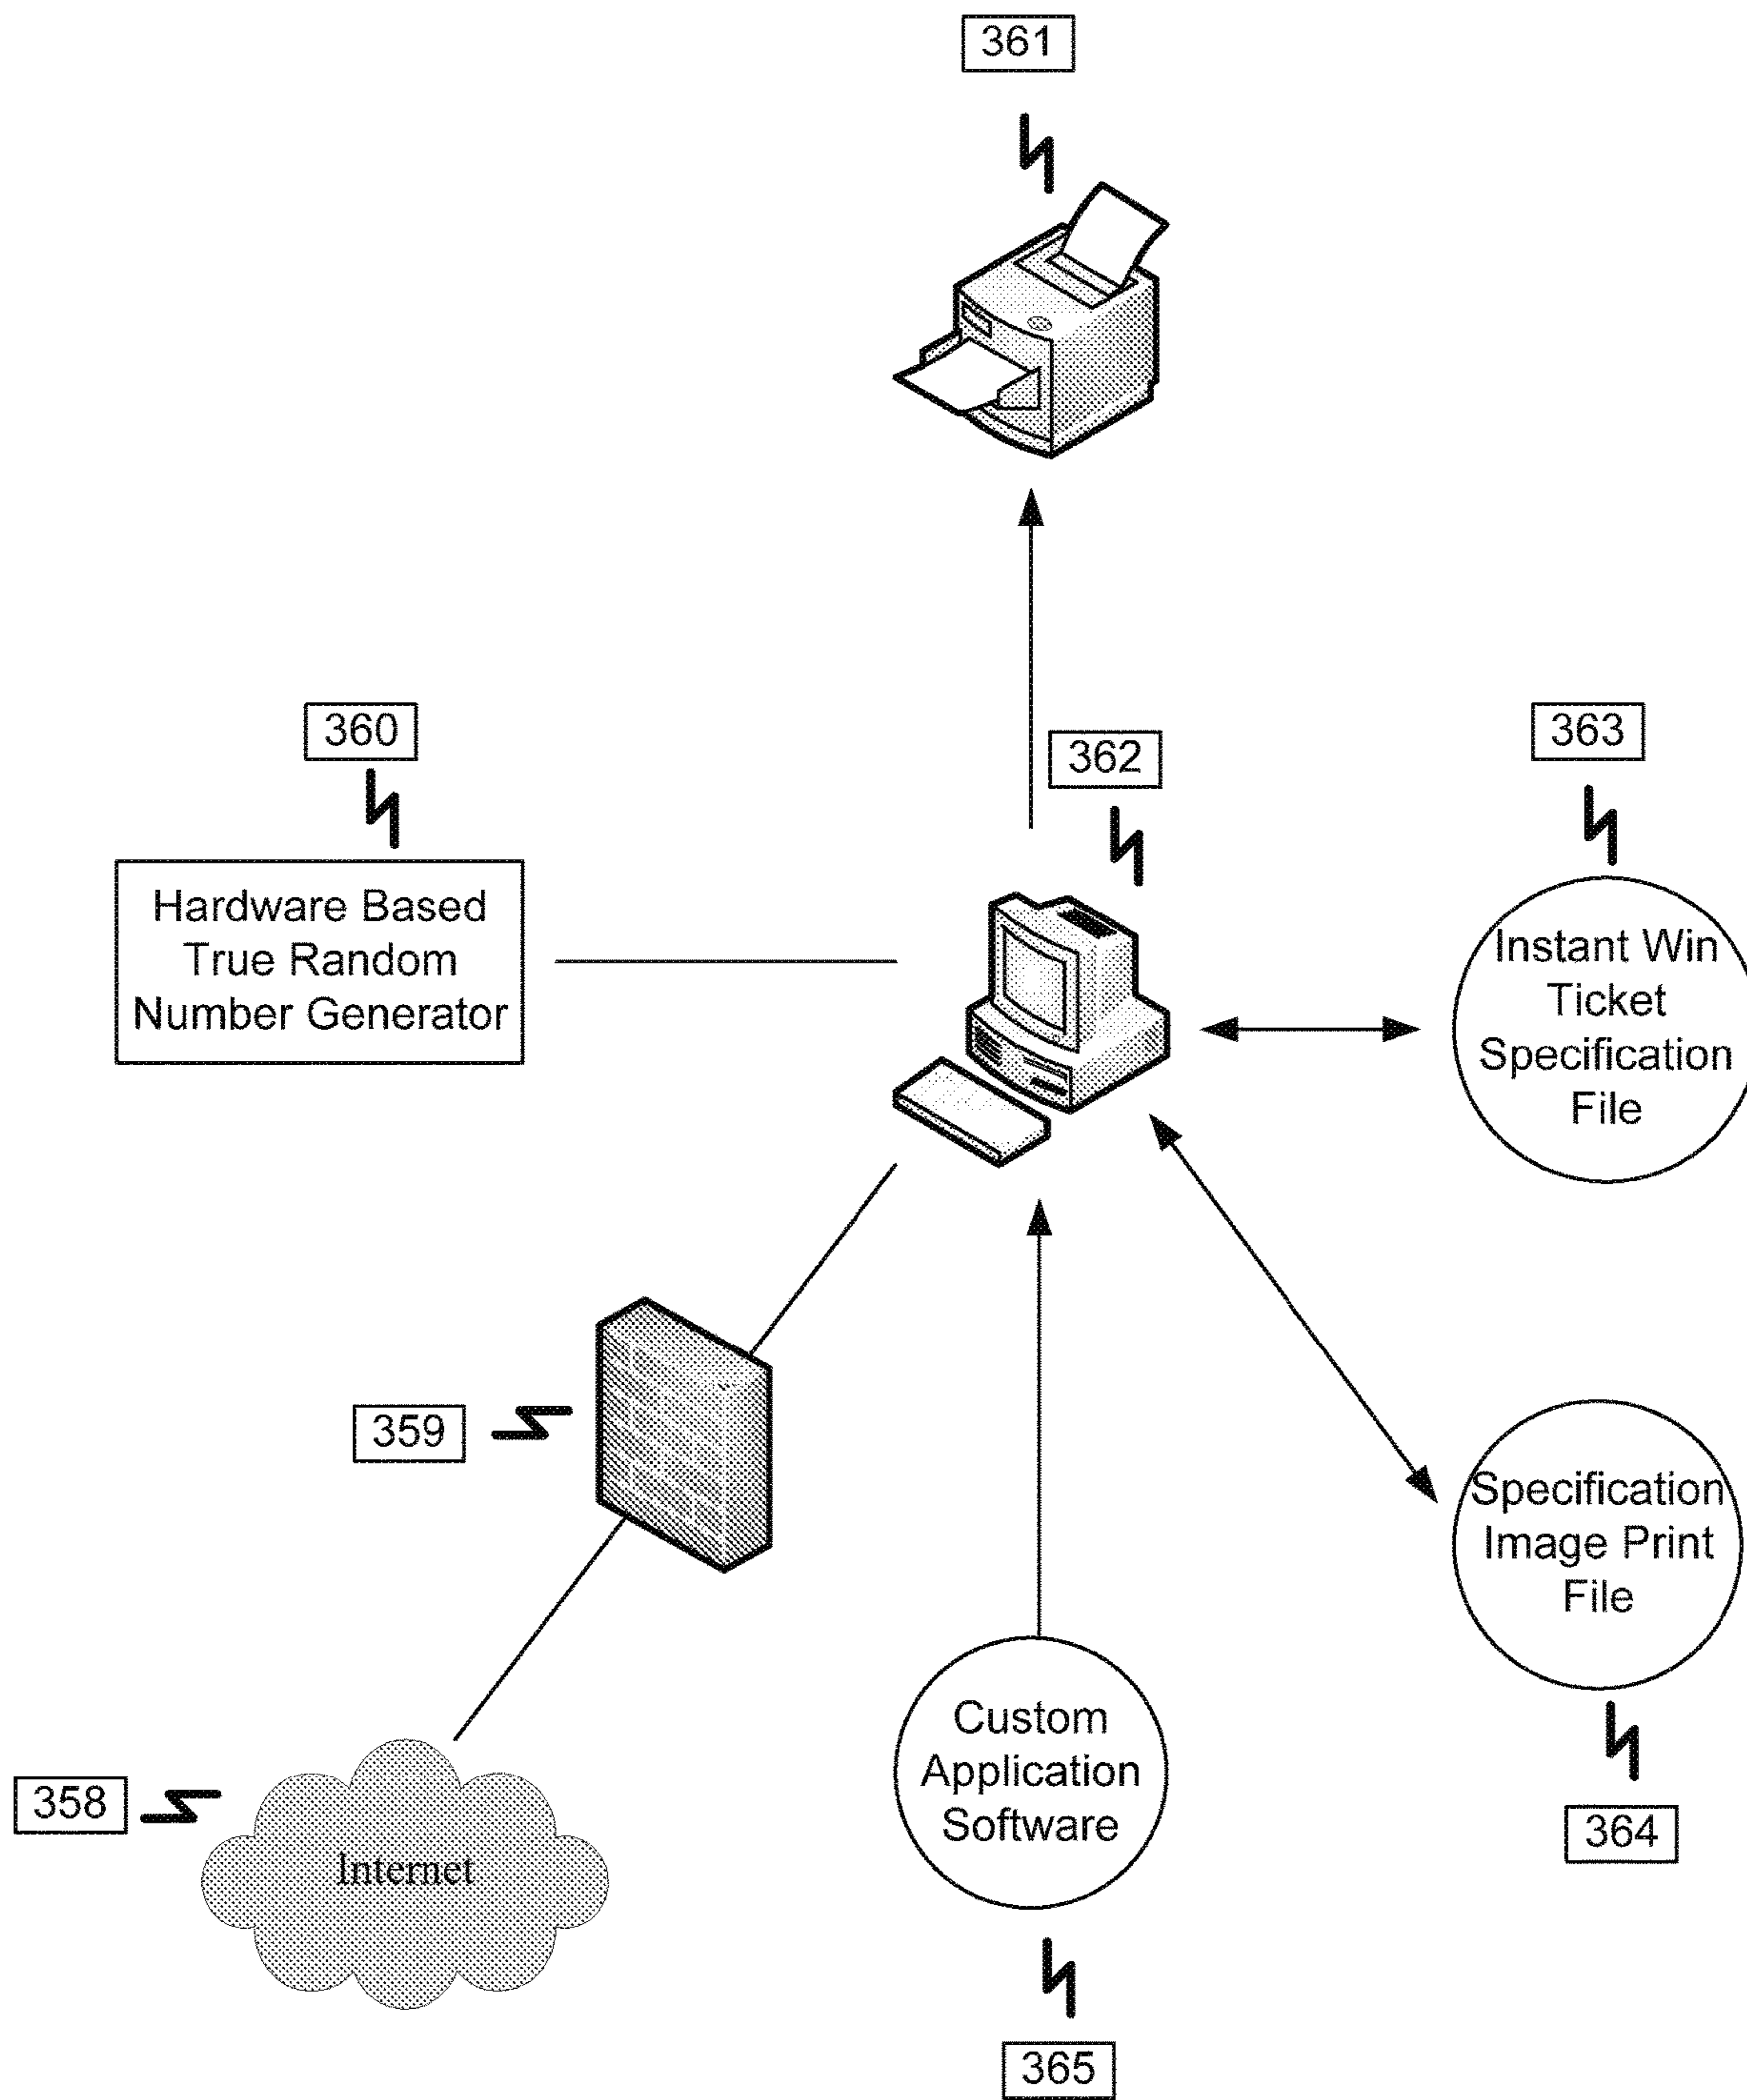 361
360
362
363
Hardware Based
True Random
Number Generator
Instant Win
Ticket
Specification
File
359
Specification
Image Print
File
Custom
Application
Software
358
Internet
364
365